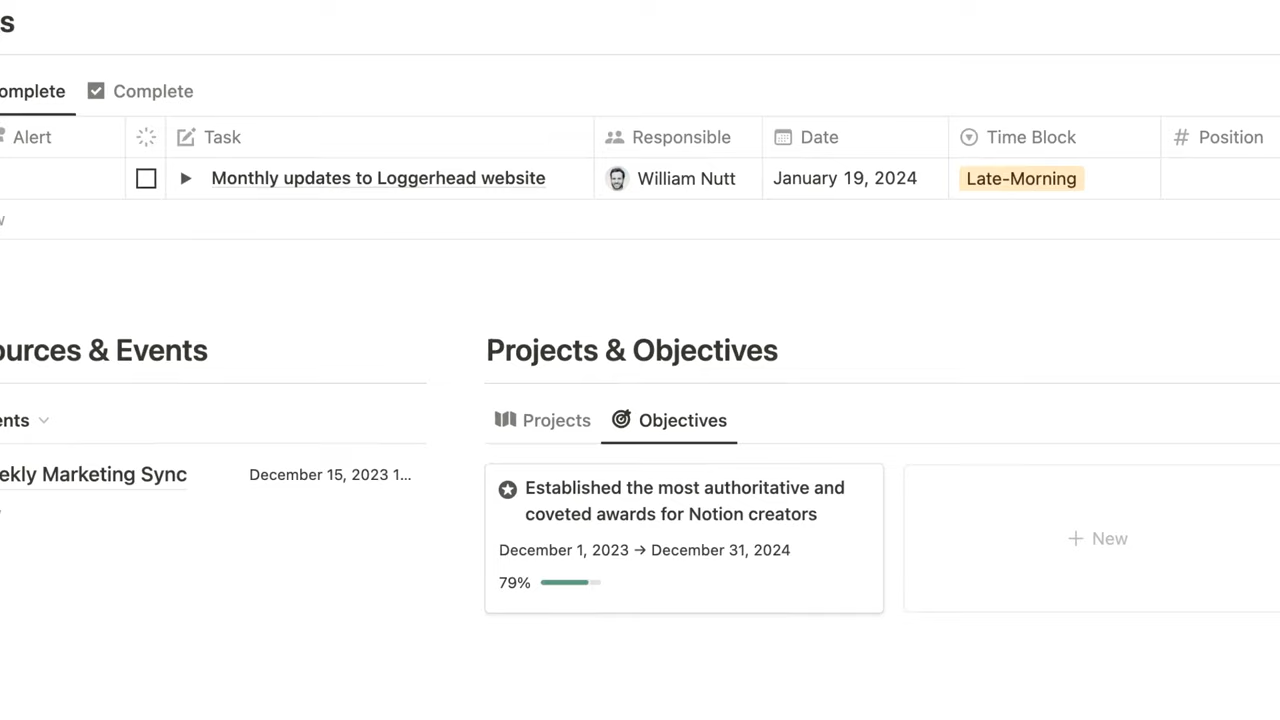 s
omplete Complete
Alert Task Responsible Date Time Block # Position
Monthly updates to Loggerhead website William Nutt January 19, 2024 Late-Morning
w
ources & Events
Projects & Objectives
ents
Projects Objectives
ekly Marketing Sync December 15, 2023 1...
Established the most authoritative and
coveted awards for Notion creators
December 1, 2023 → December 31, 2024
79%
+ New